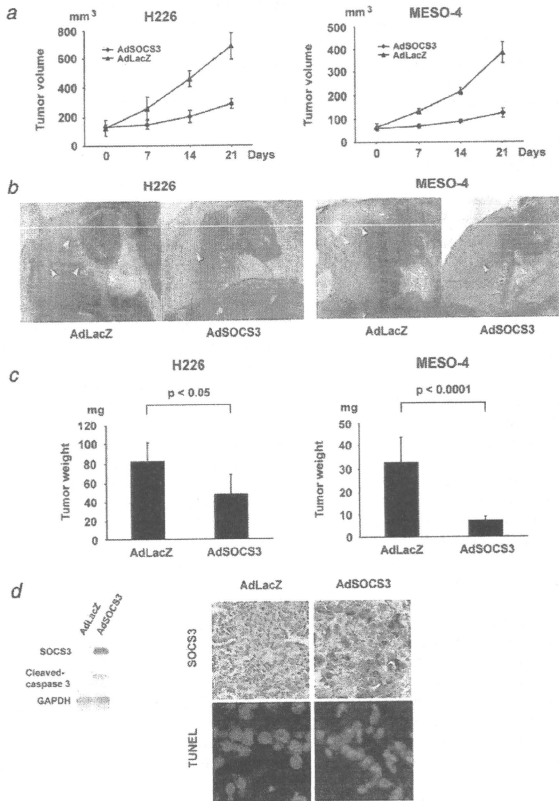 a
H226
MESO-4
mm3
AdSOCS3
AdLacZ
Tumor volume
800
600
400
200
0
0 7 14 21 Days
mm3
AdSOCS3
AdLacZ
Tumor volume
500
400
300
200
100
0
0 7 14 21 Days
b
H226
MESO-4
AdLacZ
AdSOCS3
AdLacZ
AdSOCS3
c
H226
MESO-4
p < 0.05
p < 0.0001
mg
Tumor weight
120
100
80
60
40
20
0
AdLacZ
AdSOCS3
mg
Tumor weight
50
40
30
20
10
0
AdLacZ
AdSOCS3
d
AdLacZ
AdSOCS3
SOCS3
Cleaved-
caspase 3
GAPDH
AdLacZ
AdSOCS3
SOCS3
TUNEL